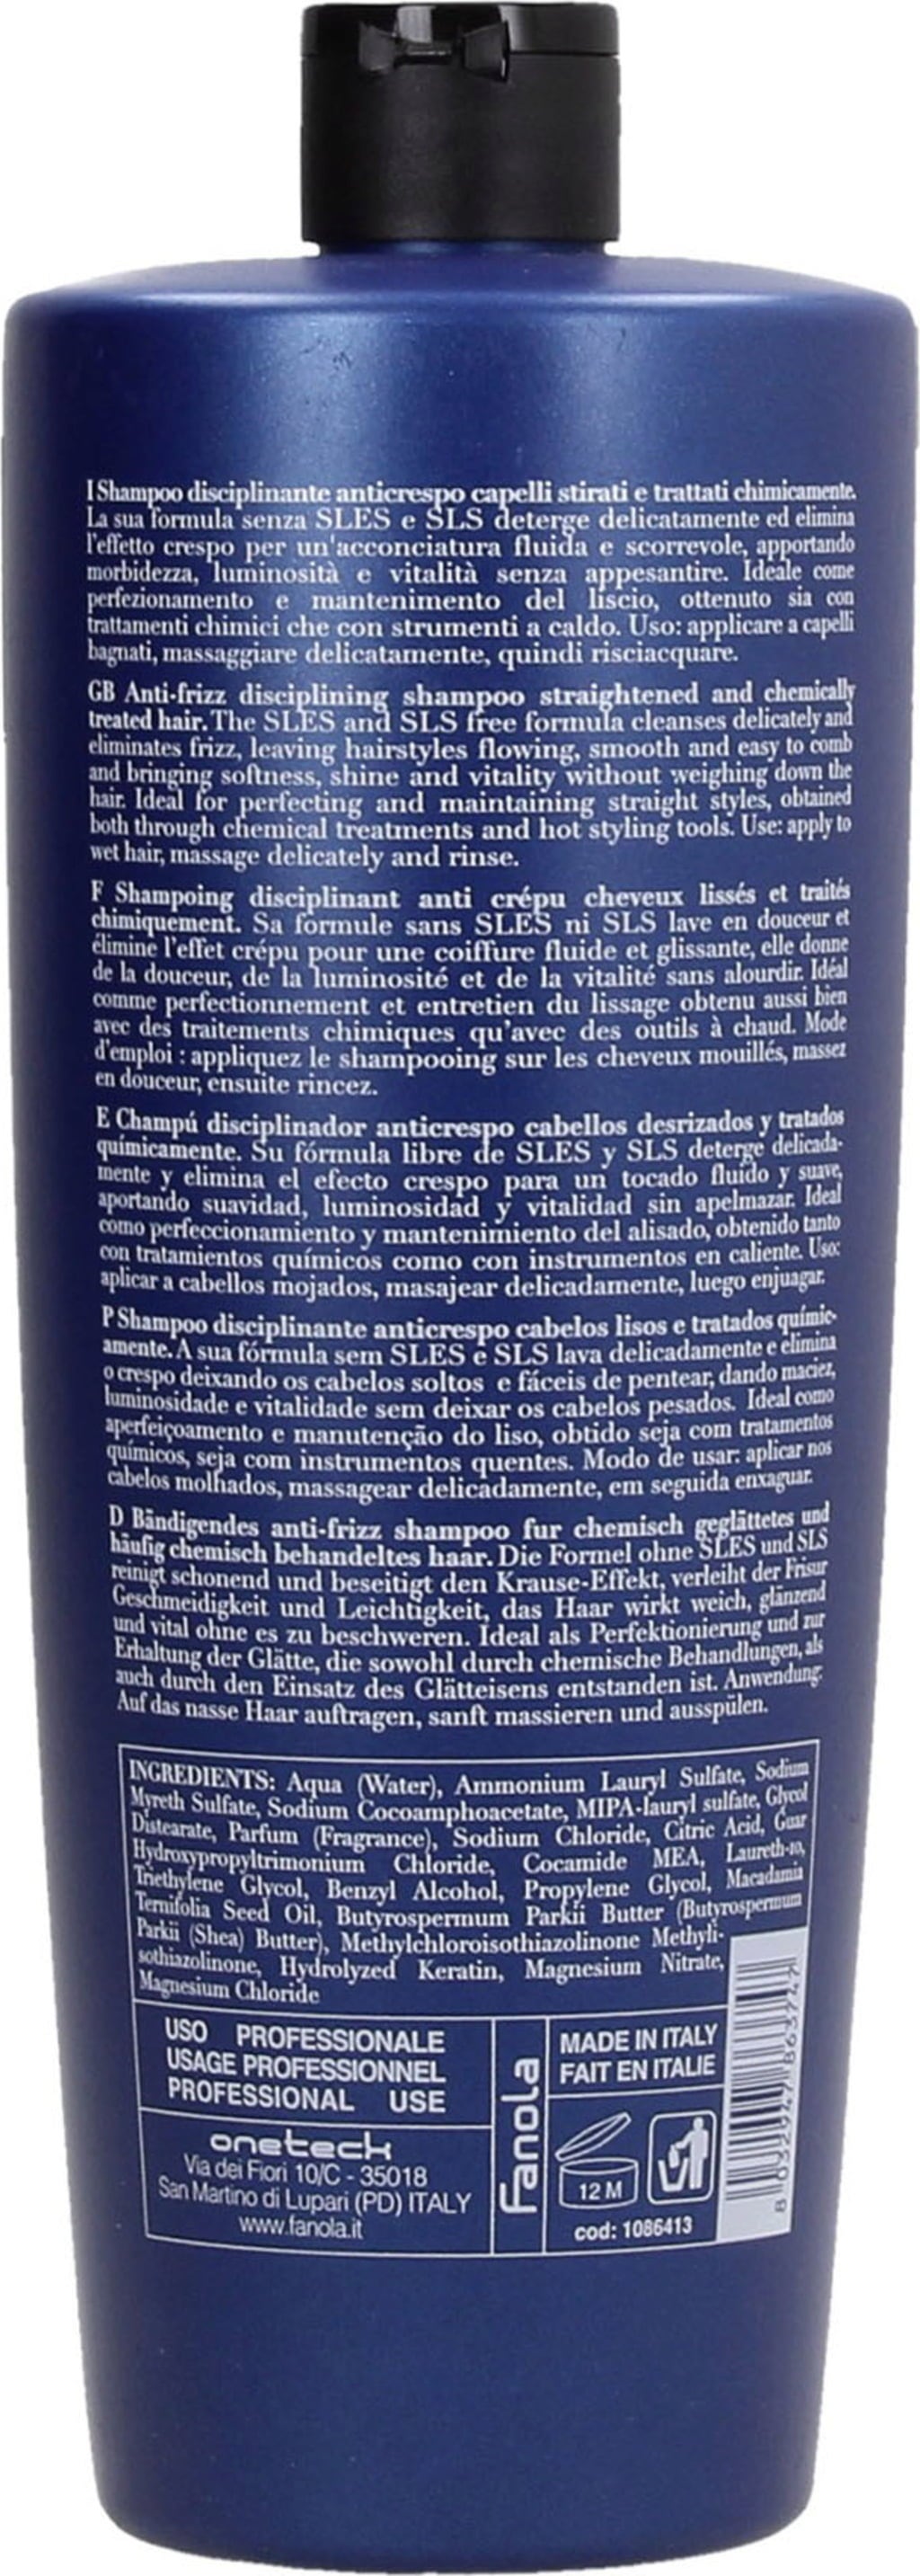 I Shampoo disciplinante anticrespo capelli stirati e trattati chimicamente.
La sua formula senza SLES e SLS deterge delicatamente ed elimina
l'effetto crespo per un'acconciatura fluida e scorrevole, apportando
morbidezza, luminosità e vitalità senza appesantire. Ideale come
perfezionamento e mantenimento del liscio, ottenuto sia con
trattamenti chimici che con strumenti a caldo. Uso: applicare a capelli
bagnati, massaggiare delicatamente, quindi risciacquare.
GB Anti-frizz disciplining shampoo straightened and chemically
treated hair. The SLES and SLS free formula cleanses delicately and
eliminates frizz, leaving hairstyles flowing, smooth and easy to comb
and bringing softness, shine and vitality without weighing down the
hair. Ideal for perfecting and maintaining straight styles, obtained
both through chemical treatments and hot styling tools. Use: apply to
wet hair, massage delicately and rinse.
F Shampoing disciplinant anti crépu cheveux lissés et traités
chimiquement. Sa formule sans SLES ni SLS lave en douceur et
élimine l'effet crépu pour une coiffure fluide et glissante, elle donne
de la douceur, de la luminosité et de la vitalité sans alourdir. Idéal
comme perfectionnement et entretien du lissage obtenu aussi bien
avec des traitements chimiques qu'avec des outils à chaud. Mode
d'emploi : appliquez le shampooing sur les cheveux mouillés, massez
en douceur, ensuite rincez.
E Champú disciplinador anticrespo cabellos desrizados y tratados
químicamente. Su fórmula libre de SLES y SLS deterge delicada-
mente y elimina el efecto crespo para un tocado fluido y suave,
aportando suavidad, luminosidad y vitalidad sin apelmazar. Ideal
como perfeccionamiento y mantenimiento del alisado, obtenido tanto
con tratamientos químicos como con instrumentos en caliente. Uso:
aplicar a cabellos mojados, masajear delicadamente, luego enjuagar.
P Shampoo disciplinante anticrespo cabelos lisos e tratados químic-
amente. A sua fórmula sem SLES e SLS lava delicadamente e elimina
o crespo deixando os cabelos soltos e fáceis de pentear, dando maciez,
luminosidade e vitalidade sem deixar os cabelos pesados. Ideal como
aperfeiçoamento e manutenção do liso, obtido seja com tratamentos
químicos, seja com instrumentos quentes. Modo de usar: aplicar nos
cabelos molhados, massagear delicadamente, em seguida enxaguar.
D Bändigendes anti-frizz shampoo fur chemisch geglättetes und
häufig chemisch behandeltes haar. Die Formel ohne SLES und SLS
reinigt schonend und beseitigt den Krause-Effekt, verleiht der Frisur
Geschmeidigkeit und Leichtigkeit, das Haar wirkt weich, glänzend
und vital ohne es zu beschweren. Ideal als Perfektionierung und zur
Erhaltung der Glätte, die sowohl durch chemische Behandlungen, als
auch durch den Einsatz des Glätteisens entstanden ist. Anwendung:
Auf das nasse Haar auftragen, sanft massieren und ausspülen.
INGREDIENTS: Aqua (Water), Ammonium Lauryl Sulfate, Sodium
Myreth Sulfate, Sodium Cocoamphoacetate, MIPA-lauryl sulfate, Glycol
Distearate, Parfum (Fragrance), Sodium Chloride, Citric Acid, Guar
Hydroxypropyltrimonium Chloride, Cocamide MEA, Laureth-10,
Triethylene Glycol, Benzyl Alcohol, Propylene Glycol, Macadamia
Ternifolia Seed Oil, Butyrospermum Parkii Butter (Butyrospermum
Parkii (Shea) Butter), Methylchloroisothiazolinone Methyli-
sothiazolinone, Hydrolyzed Keratin, Magnesium Nitrate,
Magnesium Chloride
USO PROFESSIONALE
USAGE PROFESSIONNEL
PROFESSIONAL USE
onetech
Via dei Fiori 10/C - 35018
San Martino di Lupari (PD) ITALY
www.fanola.it
fanola
MADE IN ITALY
FAIT EN ITALIE
12 M
cod: 1086413